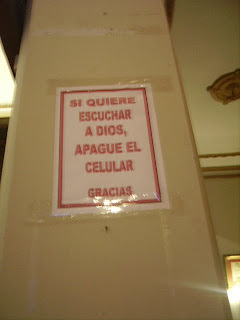 SI QUIERE
ESCUCHAR
A DIOS,
APAGUE EL
CELULAR
GRACIAS